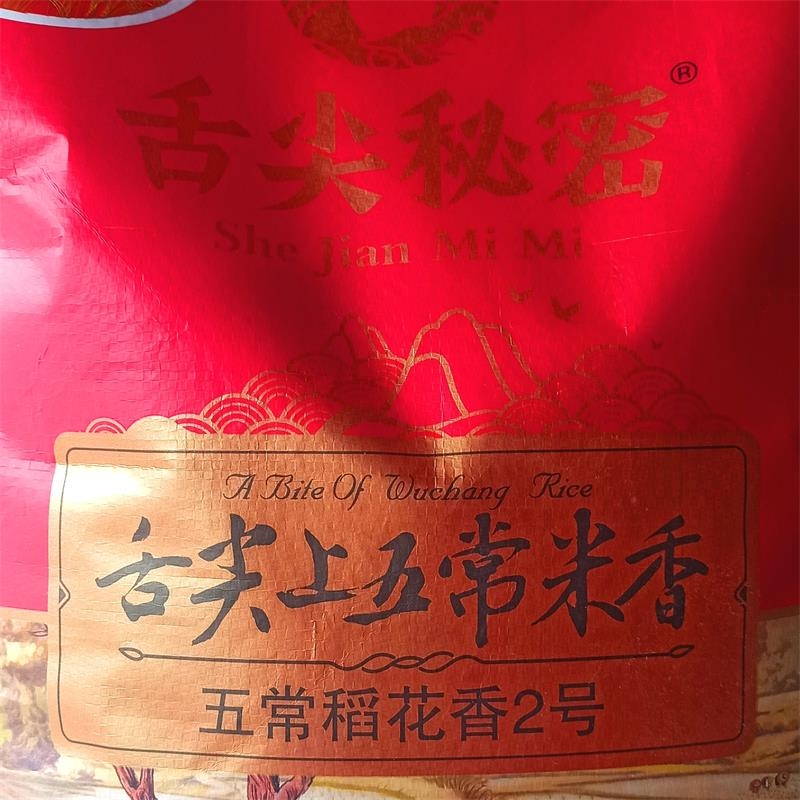 舌尖秘密®
She Jian Mi Mi
A Bite Of Wuchang Rice
舌尖上五常米香
五常稻花香2号